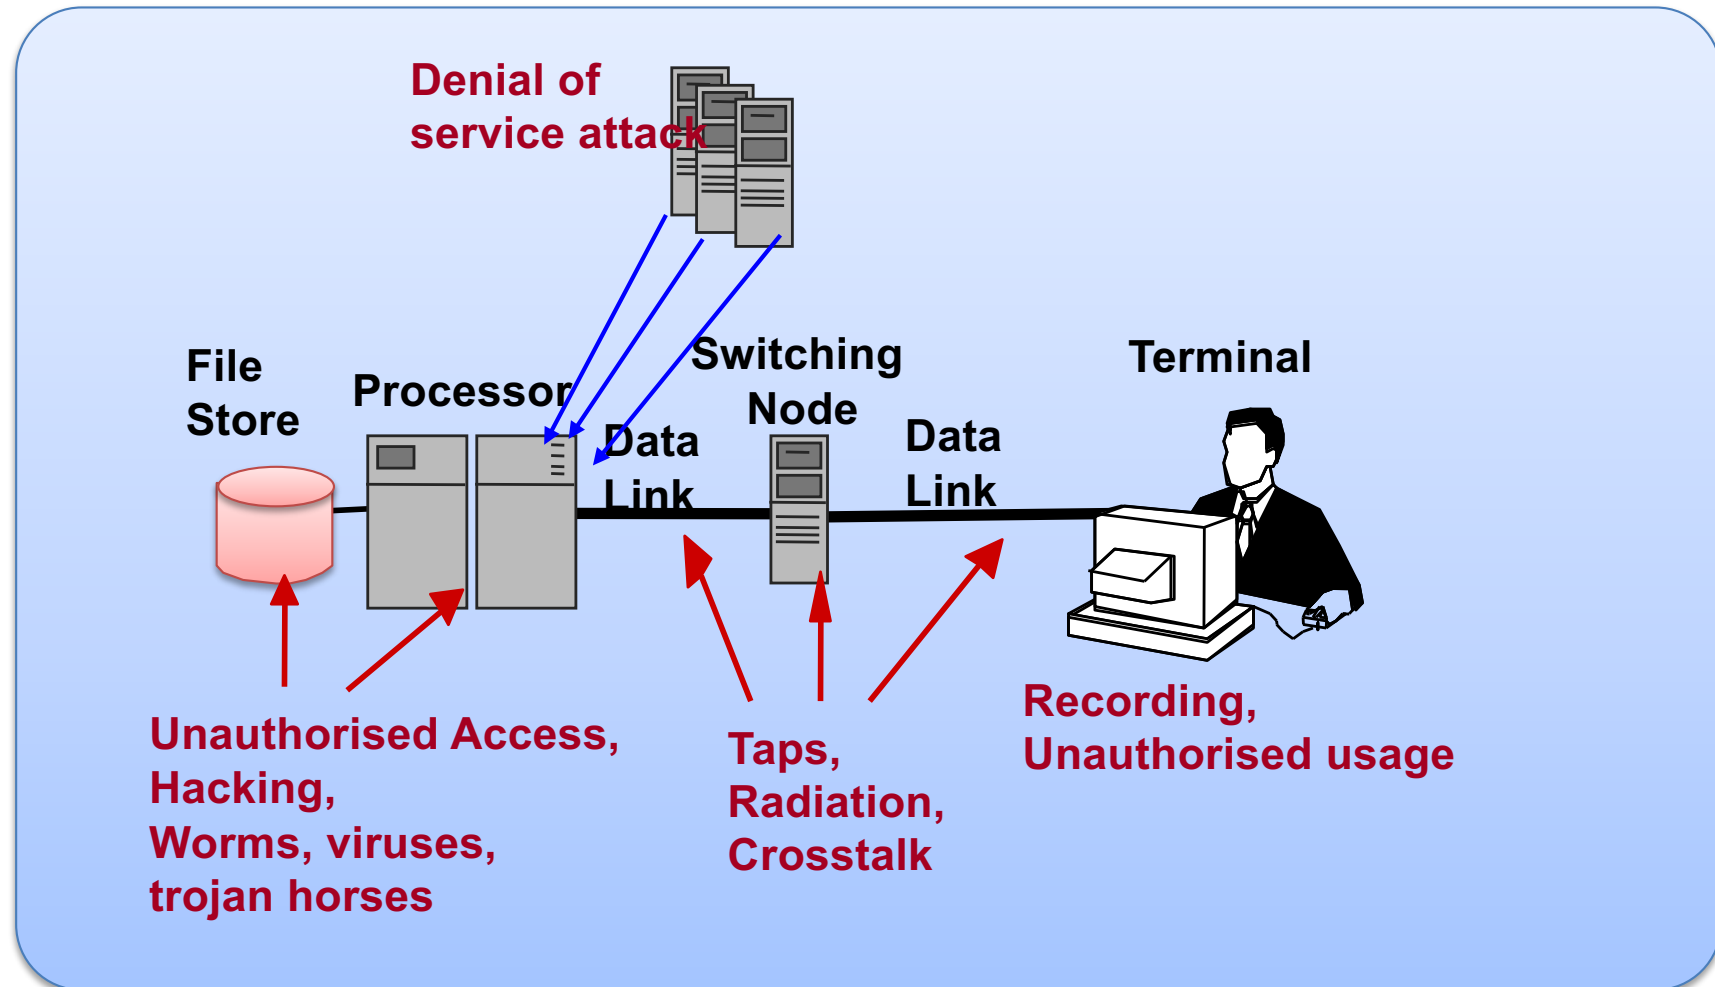 Denial of
service attack
File
Store
Processor
Switching
Node
Data
Link
Data
Link
Terminal
Unauthorised Access,
Hacking,
Worms, viruses,
trojan horses
Taps,
Radiation,
Crosstalk
Recording,
Unauthorised usage